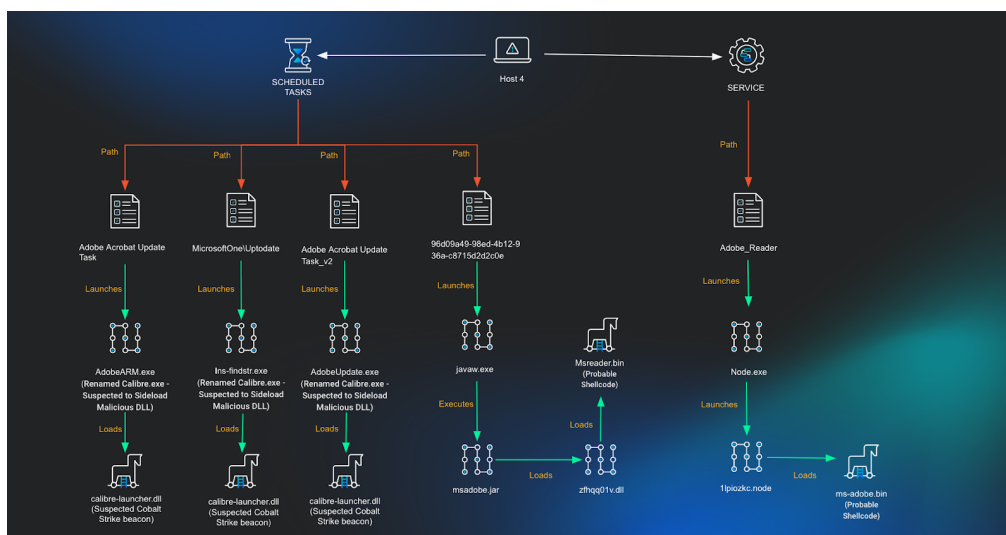 Host 4
SCHEDULED
TASKS
SERVICE
Path
Path
Path
Path
Path
Adobe Acrobat Update
Task
MicrosoftOne\Uptodate
Adobe Acrobat Update
Task_v2
96d09a49-98ed-4b12-9
36a-c8715d2d2c0e
Adobe_Reader
Launches
Launches
Launches
Launches
Launches
AdobeARM.exe
(Renamed Calibre.exe -
Suspected to Sideload
Malicious DLL)
Ins-findstr.exe
(Renamed Calibre.exe -
Suspected to Sideload
Malicious DLL)
AdobeUpdate.exe
(Renamed Calibre.exe -
Suspected to Sideload
Malicious DLL)
javaw.exe
Msreader.bin
(Probable
Shellcode)
Node.exe
Loads
Loads
Loads
Executes
Loads
Launches
calibre-launcher.dll
(Suspected Cobalt
Strike beacon)
calibre-launcher.dll
(Suspected Cobalt
Strike beacon)
calibre-launcher.dll
(Suspected Cobalt
Strike beacon)
msadobe.jar
Loads
zfhqq01v.dll
1lpiozkc.node
Loads
ms-adobe.bin
(Probable
Shellcode)